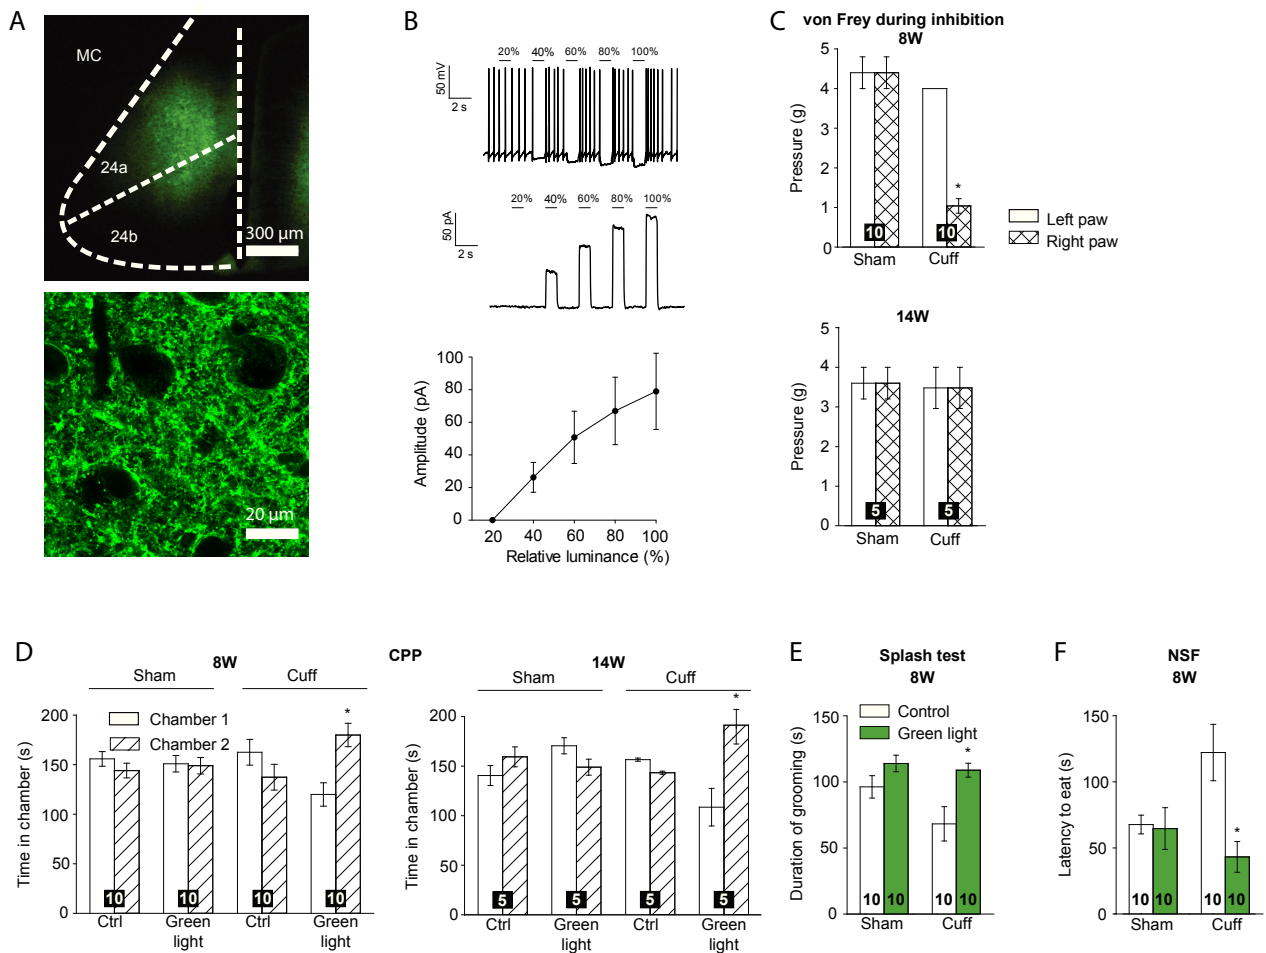 A
MC
24a
24b
300 µm
20 µm
B
20% 40% 60% 80% 100%
50 mV
2 s
20% 40% 60% 80% 100%
50 pA
2 s
100
80
60
40
20
0
Amplitude (pA)
20 40 60 80 100
Relative luminance (%)
C
von Frey during inhibition
8W
5
4
3
2
1
0
Pressure (g)
10 10
Sham Cuff
Left paw
Right paw
14W
5
4
3
2
1
0
Pressure (g)
5 5
Sham Cuff
D
8W
CPP
14W
Sham Cuff
Chamber 1
Chamber 2
*
200
150
100
50
0
Time in chamber (s)
10 10 10 10
Ctrl Green light Ctrl Green light
Sham Cuff
*
200
150
100
50
0
Time in chamber (s)
5 5 5 5
Ctrl Green light Ctrl Green light
E
Splash test
8W
Control
Green light
*
150
100
50
0
Duration of grooming (s)
10 10 10 10
Sham Cuff
F
NSF
8W
*
150
100
50
0
Latency to eat (s)
10 10 10 10
Sham Cuff